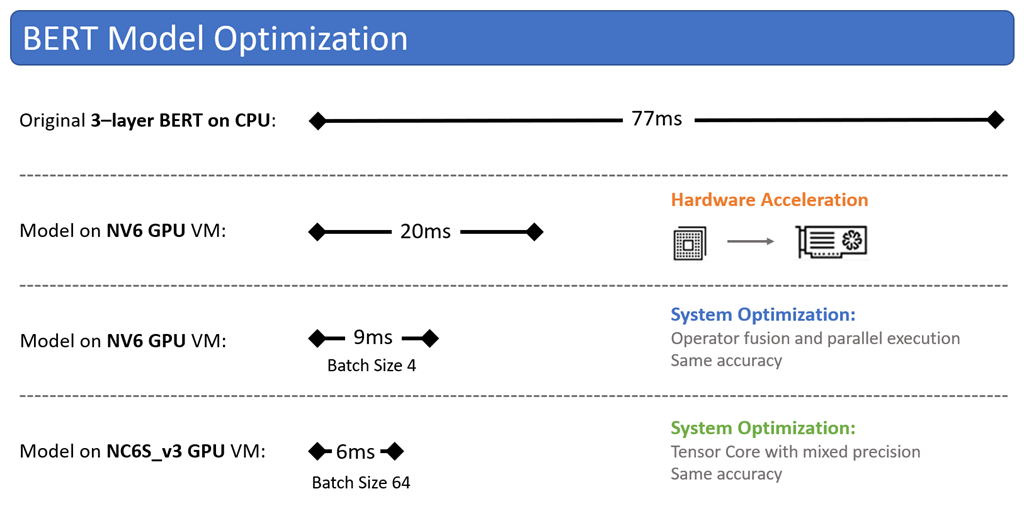 BERT Model Optimization
Original 3–layer BERT on CPU:
77ms
Hardware Acceleration
Model on NV6 GPU VM:
20ms
System Optimization:
Operator fusion and parallel execution
Same accuracy
Model on NV6 GPU VM:
9ms
Batch Size 4
System Optimization:
Tensor Core with mixed precision
Same accuracy
Model on NC6S_v3 GPU VM:
6ms
Batch Size 64